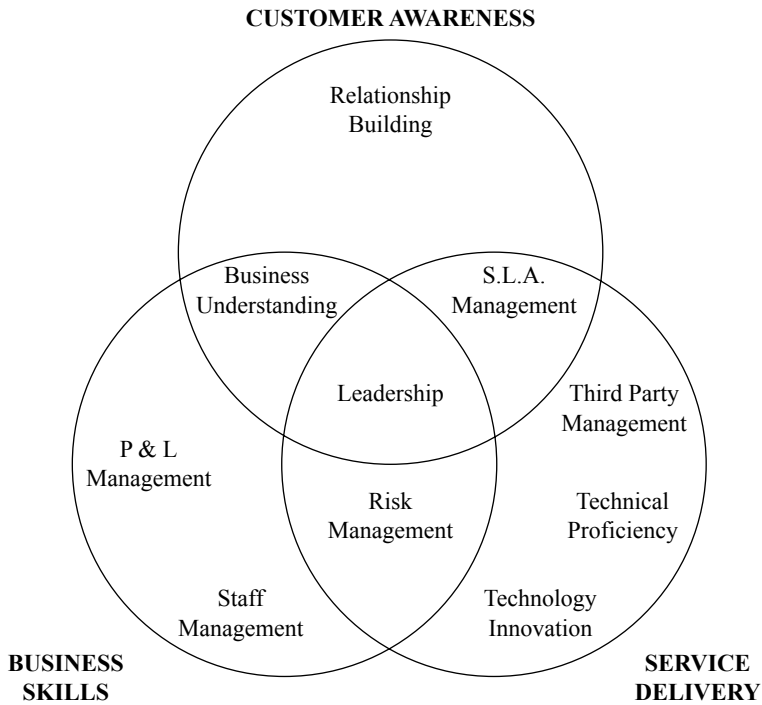 CUSTOMER AWARENESS
Relationship
Building
Business
Understanding
S.L.A.
Management
Leadership
Third Party
Management
P & L
Management
Risk
Management
Technical
Proficiency
Staff
Management
Technology
Innovation
BUSINESS
SKILLS
SERVICE
DELIVERY